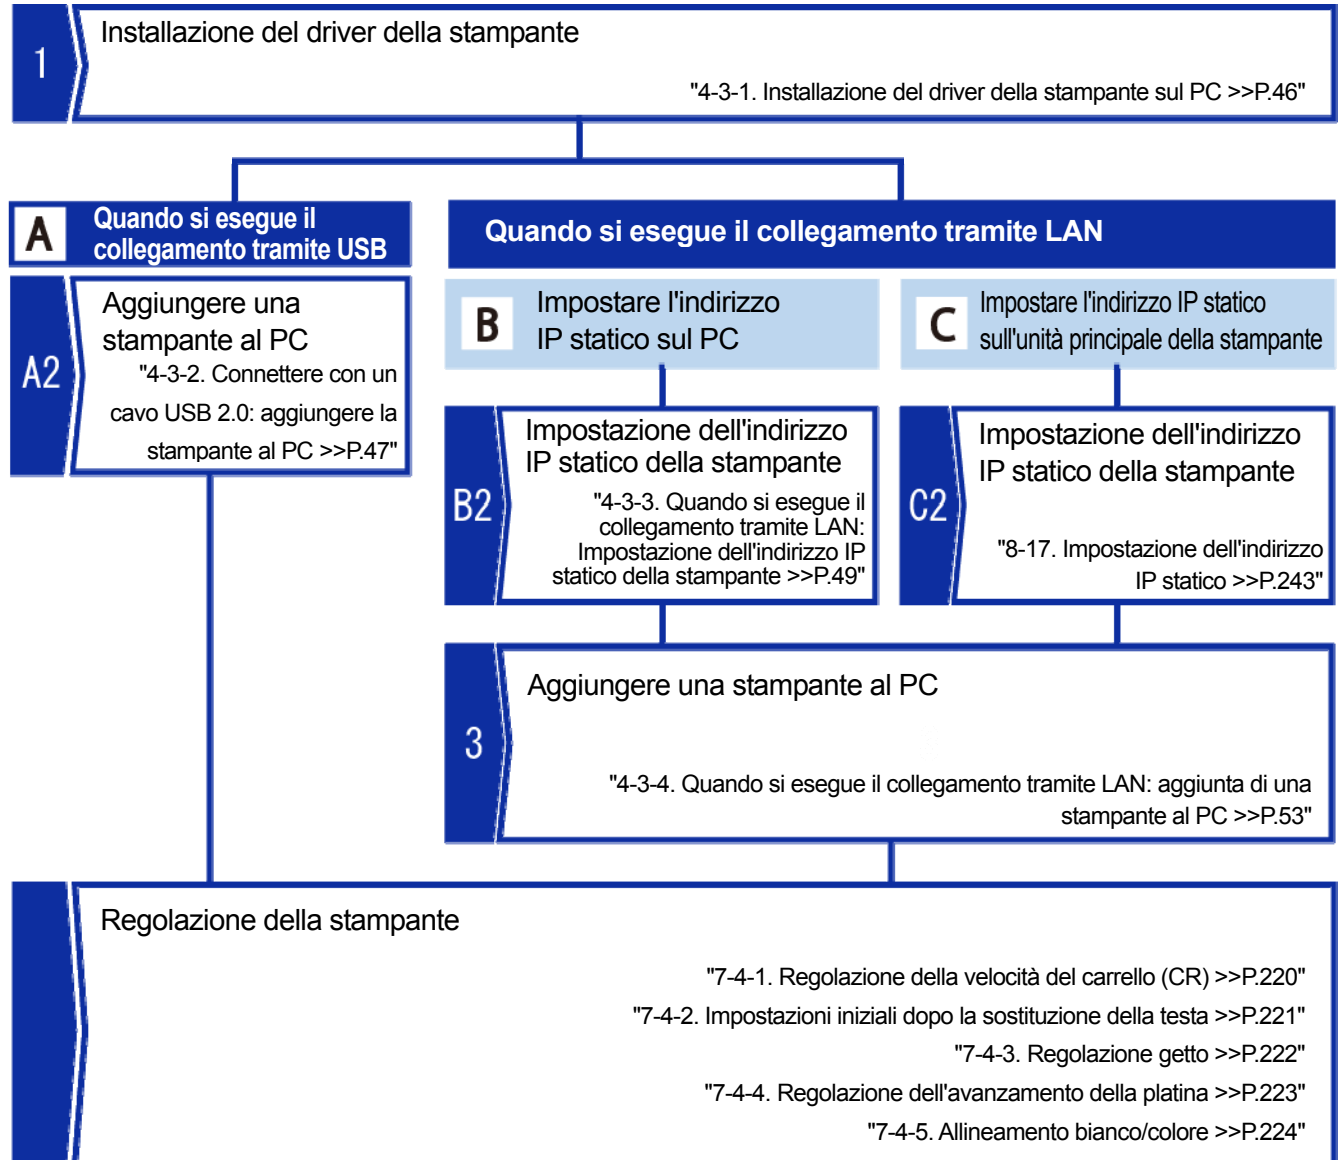 1
Installazione del driver della stampante
"4-3-1. Installazione del driver della stampante sul PC >>P.46"
A
Quando si esegue il
collegamento tramite USB
A2
Aggiungere una
stampante al PC
"4-3-2. Connettere con un
cavo USB 2.0: aggiungere la
stampante al PC >>P.47"
Quando si esegue il collegamento tramite LAN
B
Impostare l'indirizzo
IP statico sul PC
B2
Impostazione dell'indirizzo
IP statico della stampante
"4-3-3. Quando si esegue il
collegamento tramite LAN:
Impostazione dell'indirizzo IP
statico della stampante >>P.49"
C
Impostare l'indirizzo IP statico
sull'unità principale della stampante
C2
Impostazione dell'indirizzo
IP statico della stampante
"8-17. Impostazione dell'indirizzo
IP statico >>P.243"
3
Aggiungere una stampante al PC
"4-3-4. Quando si esegue il collegamento tramite LAN: aggiunta di una
stampante al PC >>P.53"
Regolazione della stampante
"7-4-1. Regolazione della velocità del carrello (CR) >>P.220"
"7-4-2. Impostazioni iniziali dopo la sostituzione della testa >>P.221"
"7-4-3. Regolazione getto >>P.222"
"7-4-4. Regolazione dell'avanzamento della platina >>P.223"
"7-4-5. Allineamento bianco/colore >>P.224"